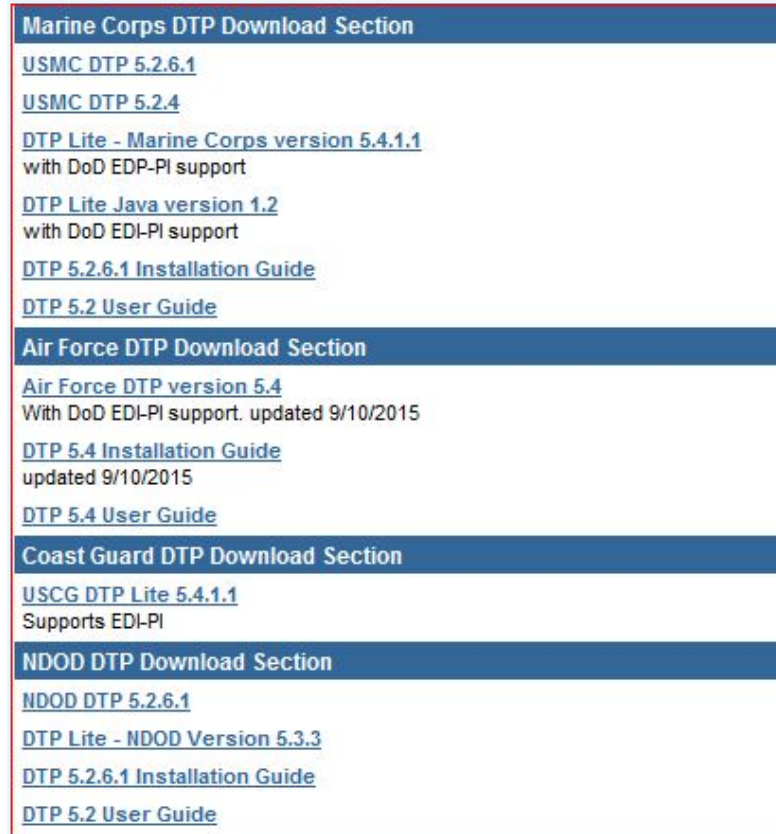 Marine Corps DTP Download Section
USMC DTP 5.2.6.1
USMC DTP 5.2.4
DTP Lite - Marine Corps version 5.4.1.1
with DoD EDP-PI support
DTP Lite Java version 1.2
with DoD EDI-PI support
DTP 5.2.6.1 Installation Guide
DTP 5.2 User Guide
Air Force DTP Download Section
Air Force DTP version 5.4
With DoD EDI-PI support. updated 9/10/2015
DTP 5.4 Installation Guide
updated 9/10/2015
DTP 5.4 User Guide
Coast Guard DTP Download Section
USCG DTP Lite 5.4.1.1
Supports EDI-PI
NDOD DTP Download Section
NDOD DTP 5.2.6.1
DTP Lite - NDOD Version 5.3.3
DTP 5.2.6.1 Installation Guide
DTP 5.2 User Guide